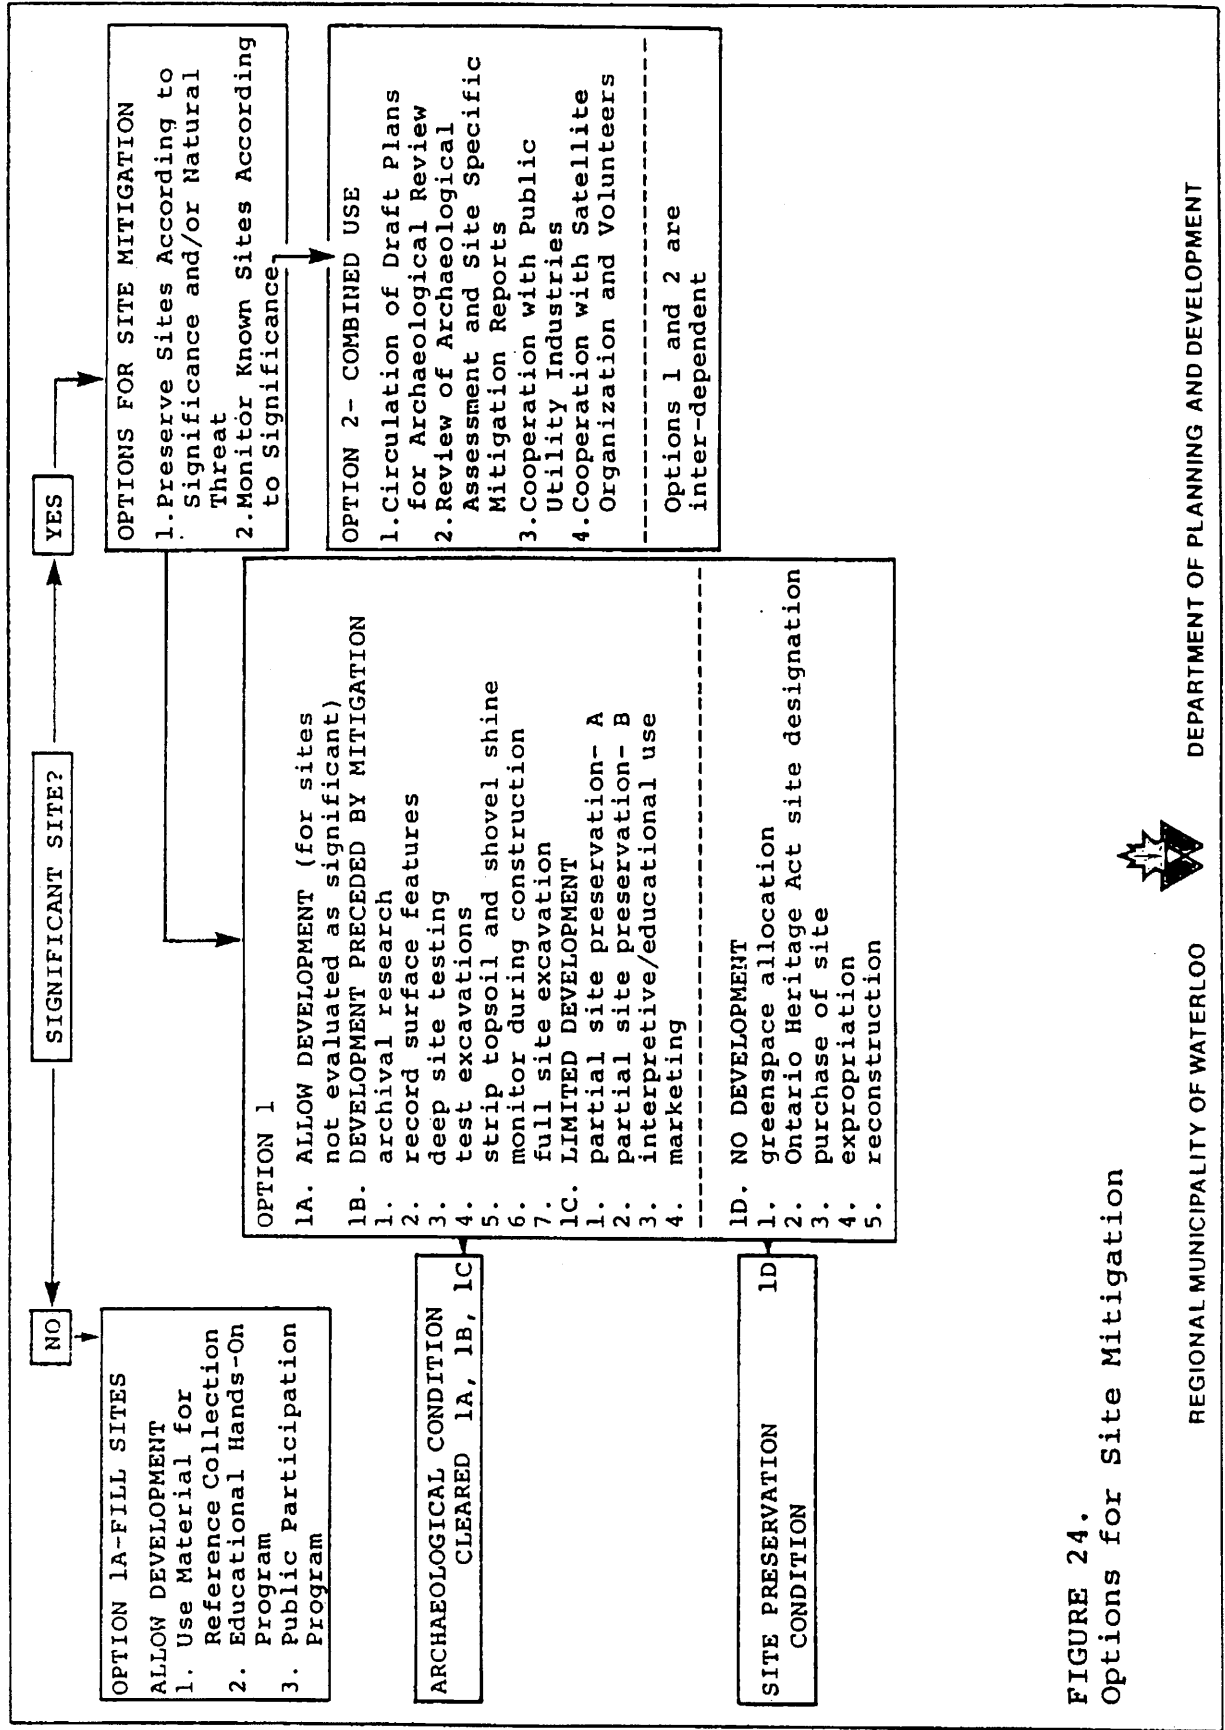 SIGNIFICANT SITE?
NO
YES
OPTION 1A-FILL SITES
ALLOW DEVELOPMENT
1. Use Material for
Reference Collection
2. Educational Hands-On
Program
3. Public Participation
Program
OPTIONS FOR SITE MITIGATION
1.Preserve Sites According to
Significance and/or Natural
Threat
2.Monitor Known Sites According
to Significance
OPTION 1
1A. ALLOW DEVELOPMENT (for sites
not evaluated as significant)
1B. DEVELOPMENT PRECEDED BY MITIGATION
1. archival research
2. record surface features
3. deep site testing
4. test excavations
5. strip topsoil and shovel shine
6. monitor during construction
7. full site excavation
1C. LIMITED DEVELOPMENT
1. partial site preservation- A
2. partial site preservation- B
3. interpretive/educational use
4. marketing
1D. NO DEVELOPMENT
1. greenspace allocation
2. Ontario Heritage Act site designation
3. purchase of site
4. expropriation
5. reconstruction
OPTION 2- COMBINED USE
1.Circulation of Draft Plans
for Archaeological Review
2.Review of Archaeological
Assessment and Site Specific
Mitigation Reports
3.Cooperation with Public
Utility Industries
4.Cooperation with Satellite
Organization and Volunteers
Options 1 and 2 are
inter-dependent
ARCHAEOLOGICAL CONDITION
CLEARED 1A, 1B, 1C
SITE PRESERVATION 1D
CONDITION
FIGURE 24.
Options for Site Mitigation
REGIONAL MUNICIPALITY OF WATERLOO
DEPARTMENT OF PLANNING AND DEVELOPMENT